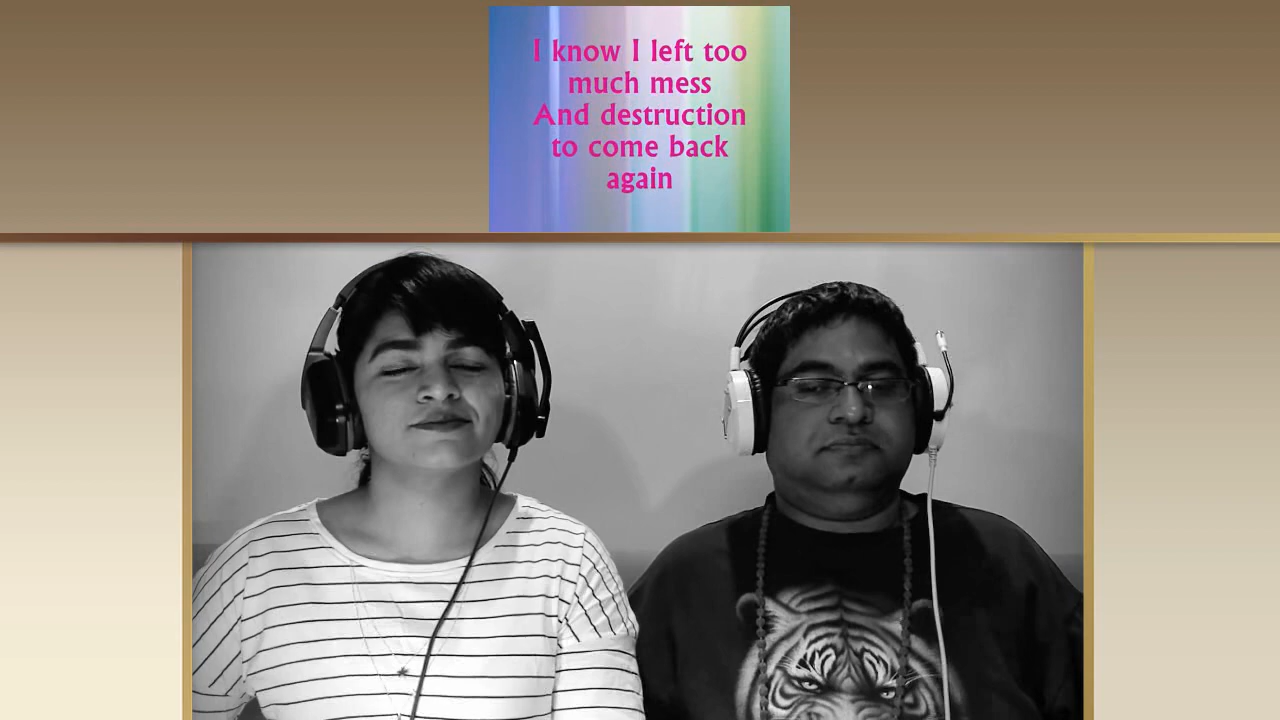 I know I left too
much mess
And destruction
to come back
again